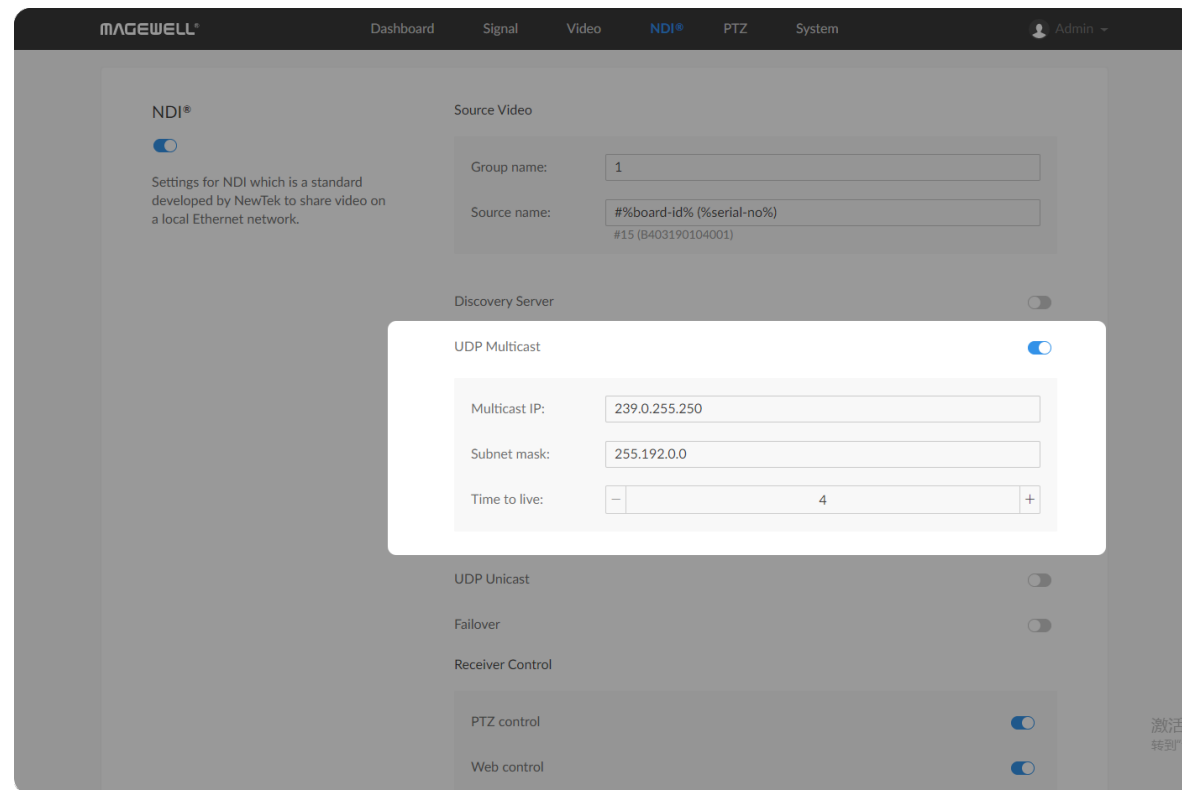 MAGEWELL® Dashboard Signal Video NDI® PTZ System Admin
NDI®
Settings for NDI which is a standard
developed by NewTek to share video on
a local Ethernet network.
Source Video
Group name: 1
Source name: #%board-id% (%serial-no%)
#15 (B403190104001)
Discovery Server
UDP Multicast
Multicast IP: 239.0.255.250
Subnet mask: 255.192.0.0
Time to live: − 4 +
UDP Unicast
Failover
Receiver Control
PTZ control
Web control
激活
转到"